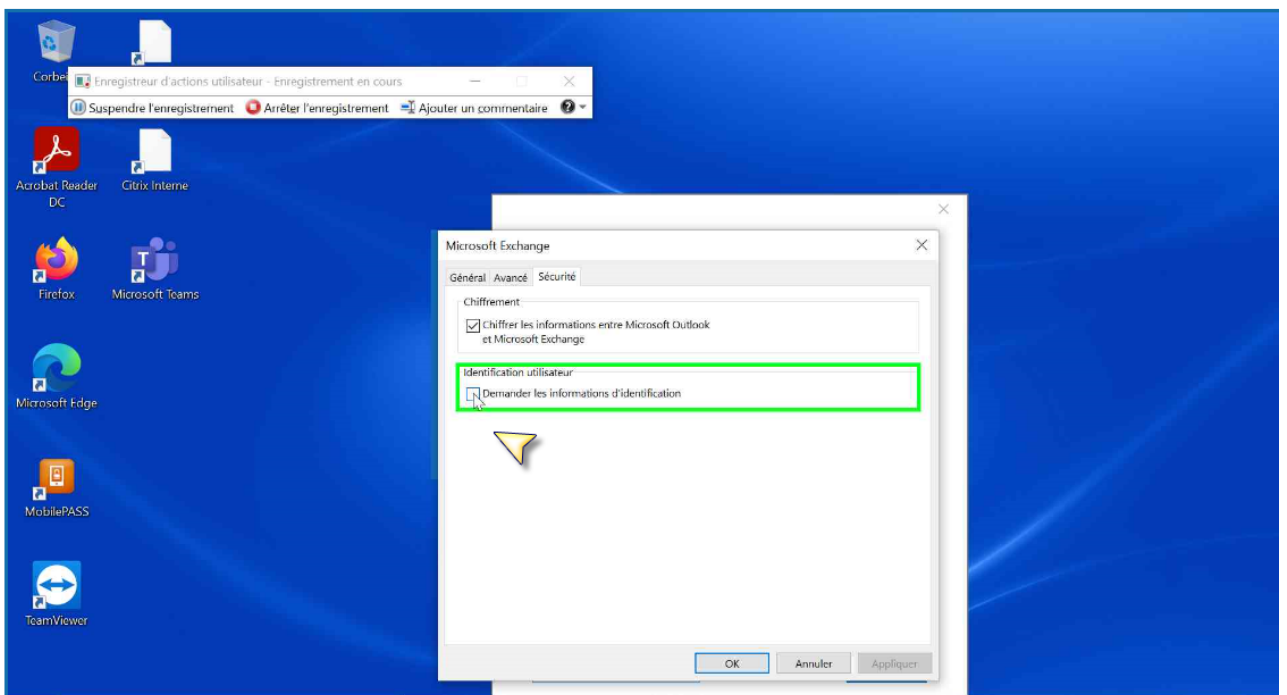 Corbei
Enregistreur d'actions utilisateur - Enregistrement en cours
Suspendre l'enregistrement Arrêter l'enregistrement Ajouter un commentaire
Acrobat Reader
DC
Citrix Interne
Firefox
Microsoft Teams
Microsoft Edge
MobilePASS
TeamViewer
Microsoft Exchange
Général Avancé Sécurité
Chiffrement
Chiffrer les informations entre Microsoft Outlook
et Microsoft Exchange
Identification utilisateur
Demander les informations d'identification
OK Annuler Appliquer